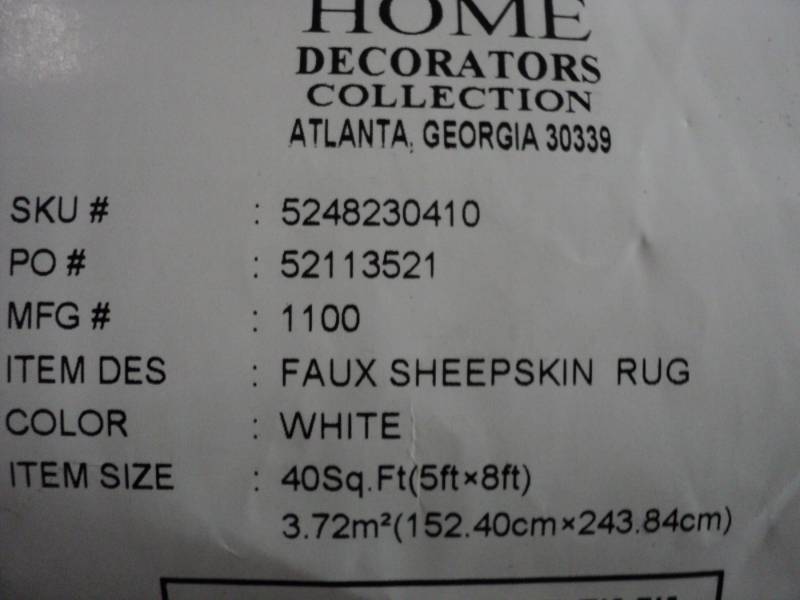 HOME
DECORATORS
COLLECTION
ATLANTA, GEORGIA 30339
SKU # : 5248230410
PO # : 52113521
MFG # : 1100
ITEM DES : FAUX SHEEPSKIN RUG
COLOR : WHITE
ITEM SIZE : 40Sq.Ft(5ft×8ft)
3.72m²(152.40cm×243.84cm)